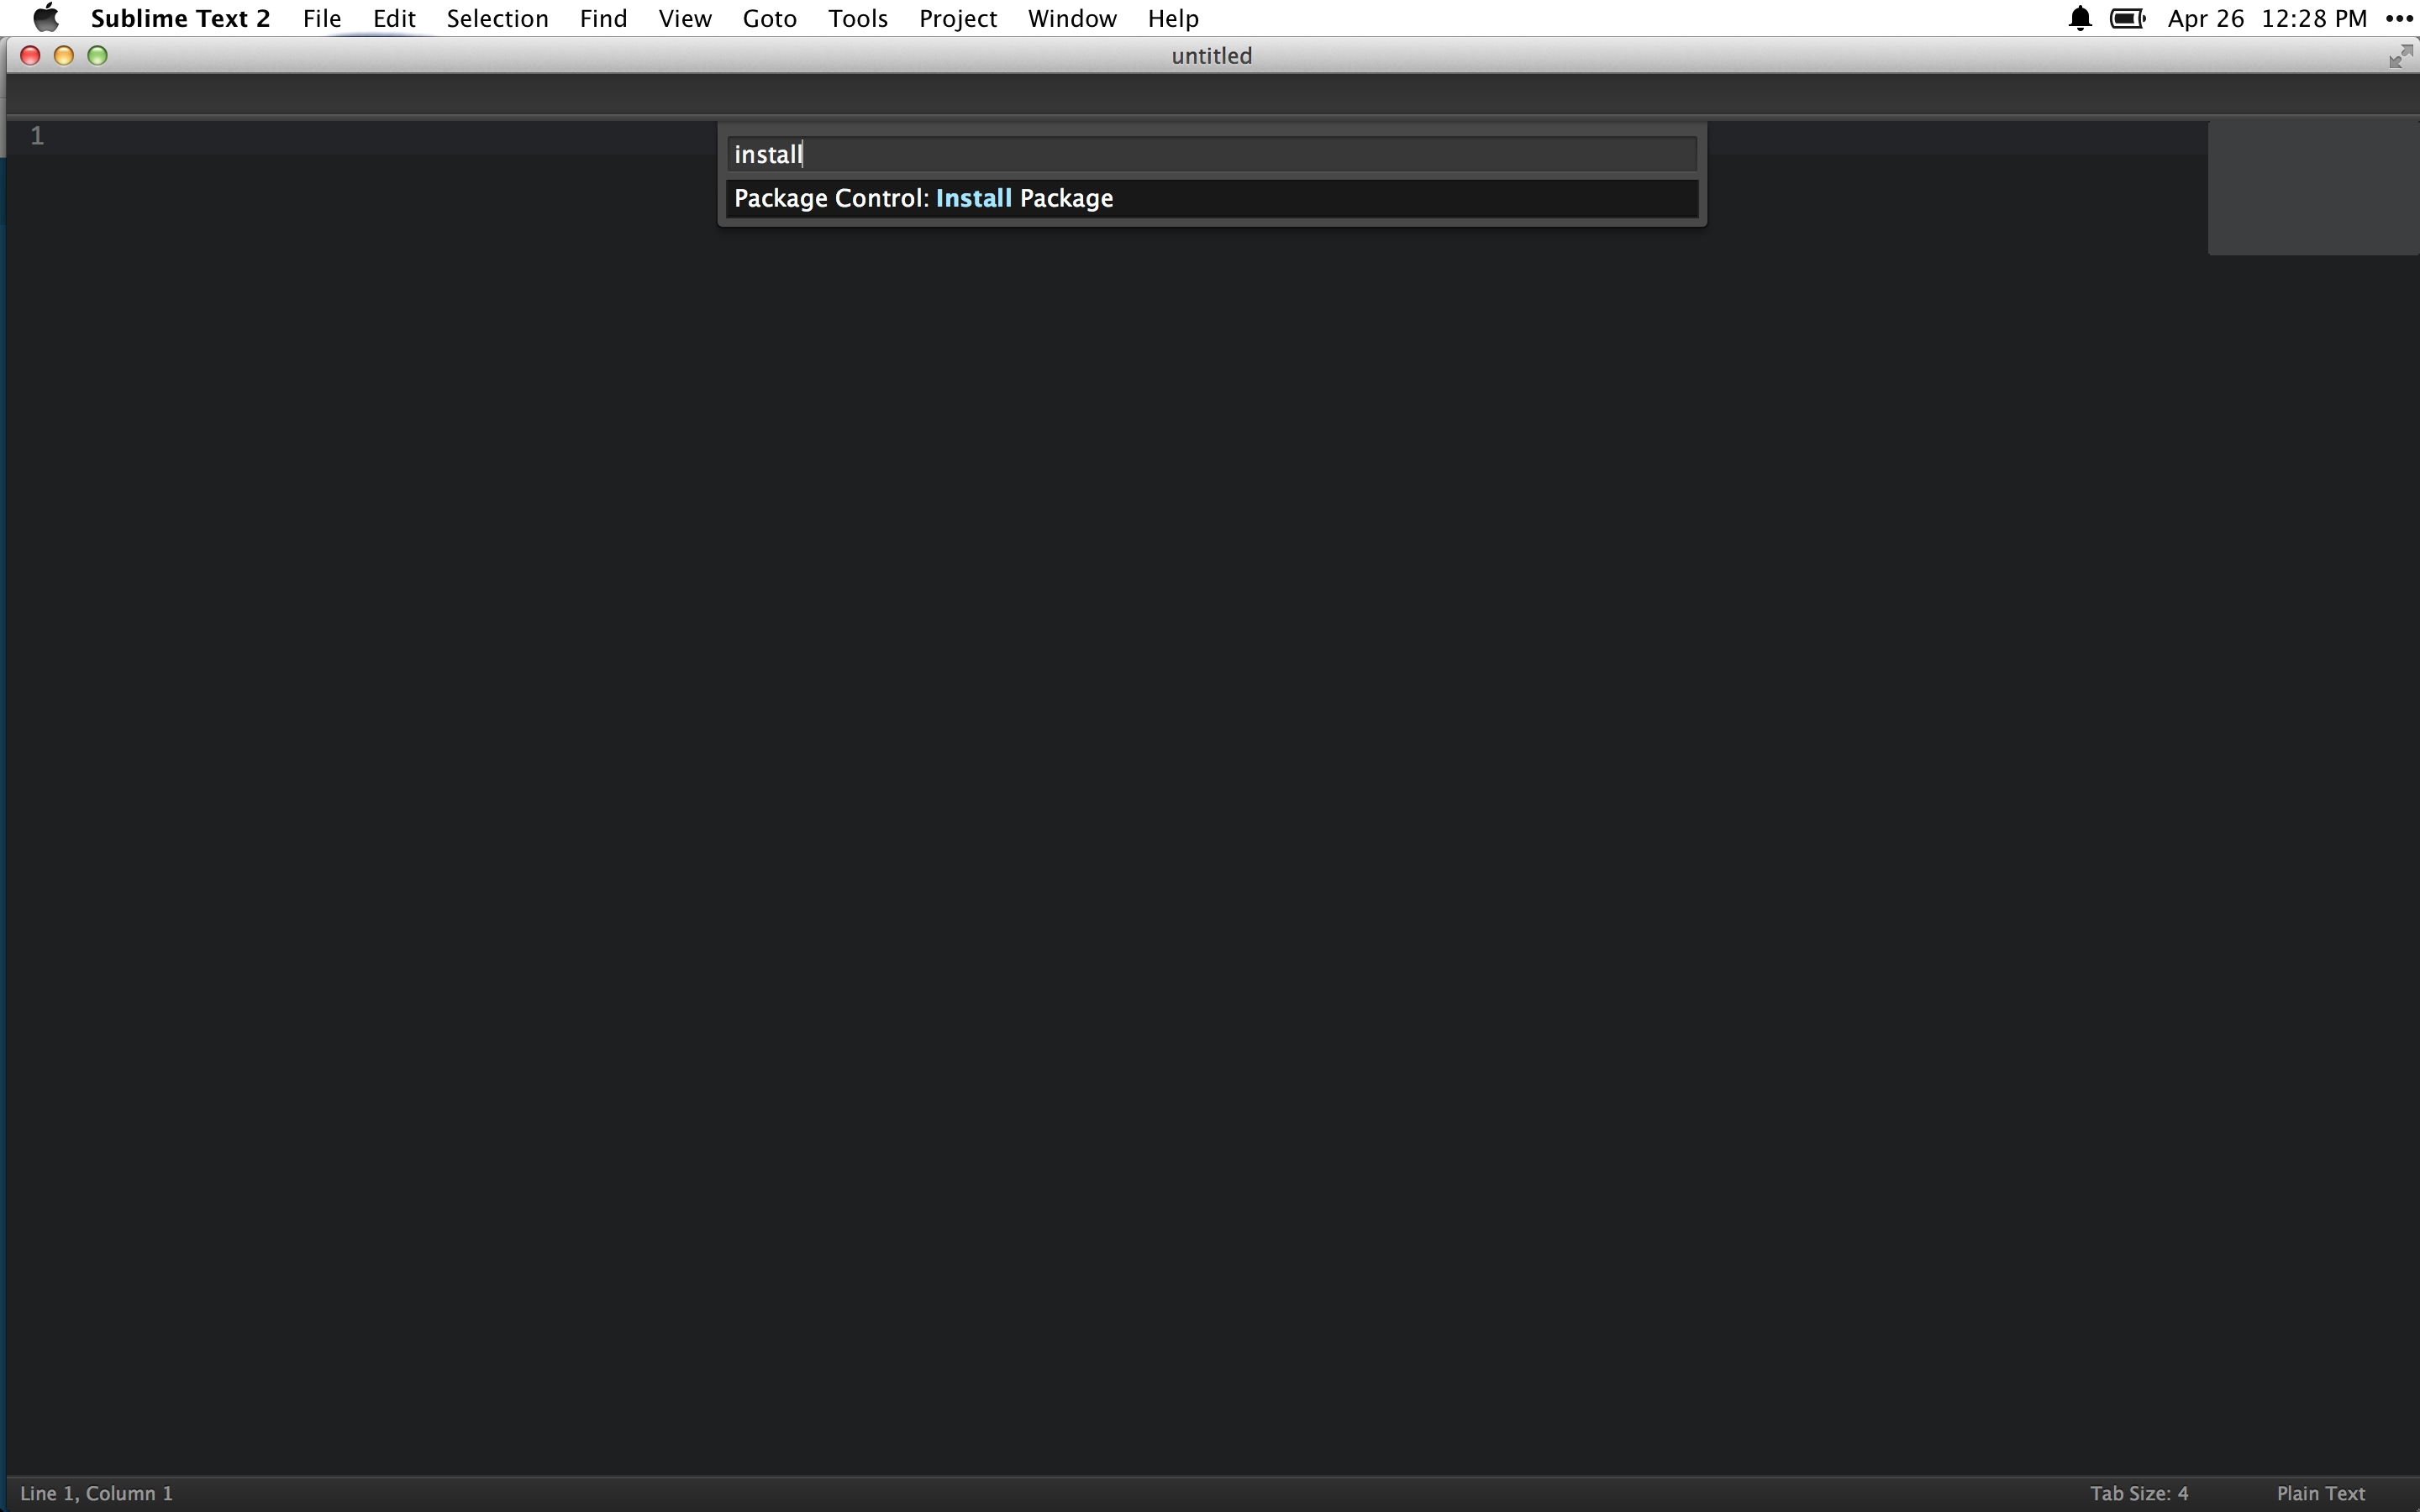 Sublime Text 2 File Edit Selection Find View Goto Tools Project Window Help Apr 26 12:28 PM
untitled
1
install
Package Control: Install Package
Line 1, Column 1 Tab Size: 4 Plain Text